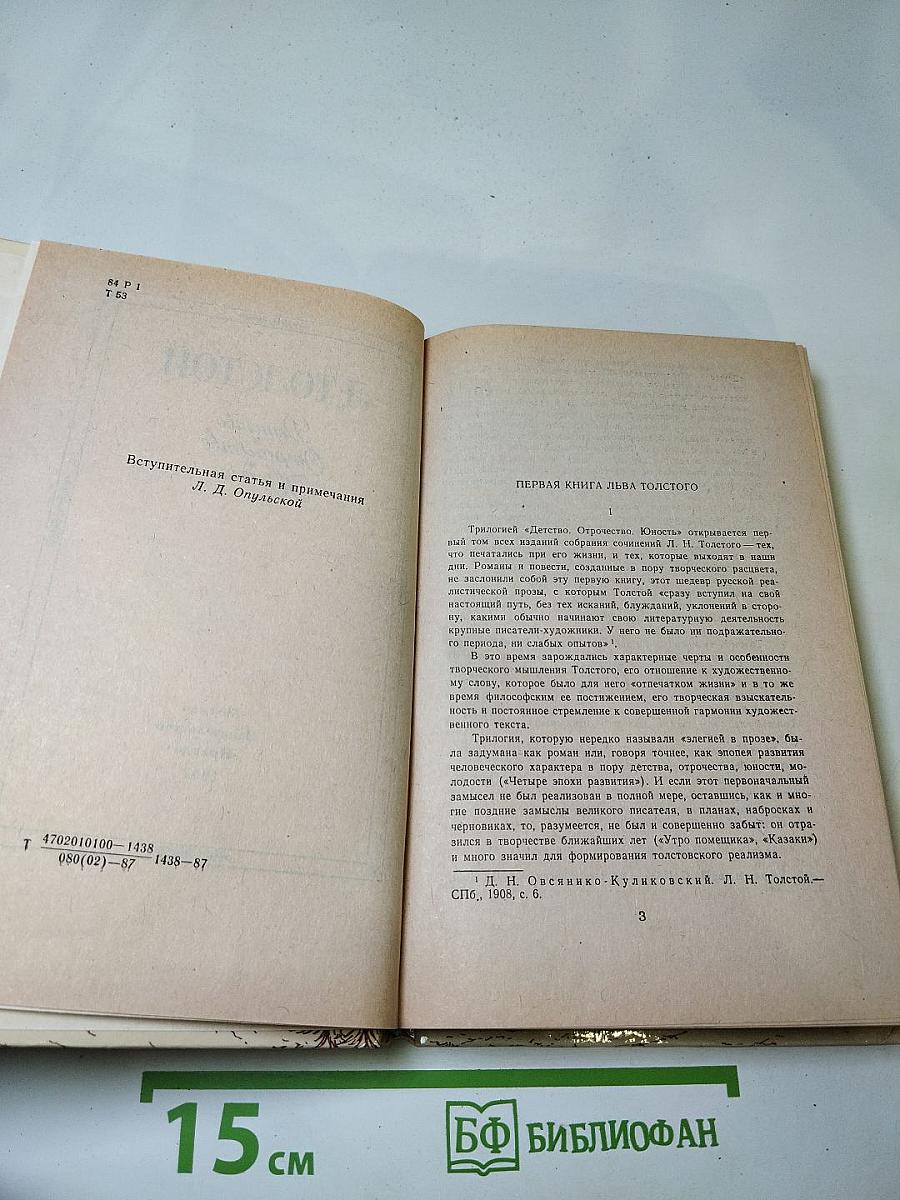 84 Р 1
Т 53
Вступительная статья и примечания
Л. Д. Опульской
Т 4702010100—1438
080(02)—87
1438—87
ПЕРВАЯ КНИГА ЛЬВА ТОЛСТОГО
1
Трилогией «Детство. Отрочество. Юность» открывается пер-
вый том всех изданий собрания сочинений Л. Н. Толстого — тех,
что печатались при его жизни, и тех, которые выходят в наши
дни. Романы и повести, созданные в пору творческого расцвета,
не заслонили собой эту первую книгу, этот шедевр русской реа-
листической прозы, с которым Толстой «сразу вступил на свой
настоящий путь, без тех исканий, блужданий, уклонений в сторо-
ну, какими обычно начинают свою литературную деятельность
крупные писатели-художники. У него не было ни подражательно-
го периода, ни слабых опытов» ¹.
В это время зарождались характерные черты и особенности
творческого мышления Толстого, его отношение к художественно-
му слову, которое было для него «отпечатком жизни» и в то же
время философским ее постижением, его творческая взыскатель-
ность и постоянное стремление к совершенной гармонии художест-
венного текста.
Трилогия, которую нередко называли «элегией в прозе», бы-
ла задумана как роман или, говоря точнее, как эпопея развития
человеческого характера в пору детства, отрочества, юности, мо-
лодости («Четыре эпохи развития»). И если этот первоначальный
замысел не был реализован в полной мере, оставшись, как и мно-
гие поздние замыслы великого писателя, в планах, набросках и
черновиках, то, разумеется, не был и совершенно забыт: он отра-
зился в творчестве ближайших лет («Утро помещика», «Казаки»)
и много значил для формирования толстовского реализма.
¹ Д. Н. Овсянико-Куликовский. Л. Н. Толстой.—
СПб., 1908, с. 6.
3
15 см
БФ БИБЛИОФАН